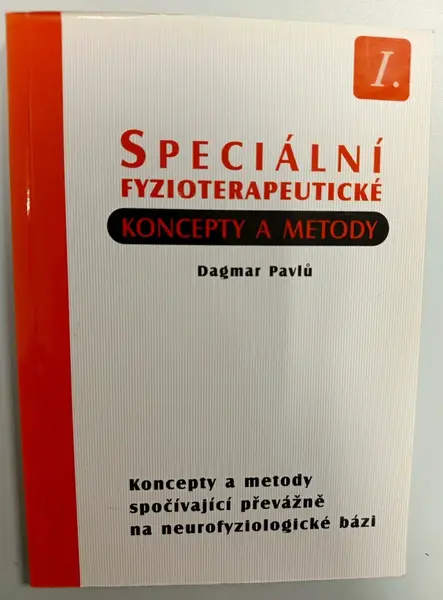 I.
SPECIÁLNÍ
FYZIOTERAPEUTICKÉ
KONCEPTY A METODY
Dagmar Pavlů
Koncepty a metody
spočívající převážně
na neurofyziologické bázi